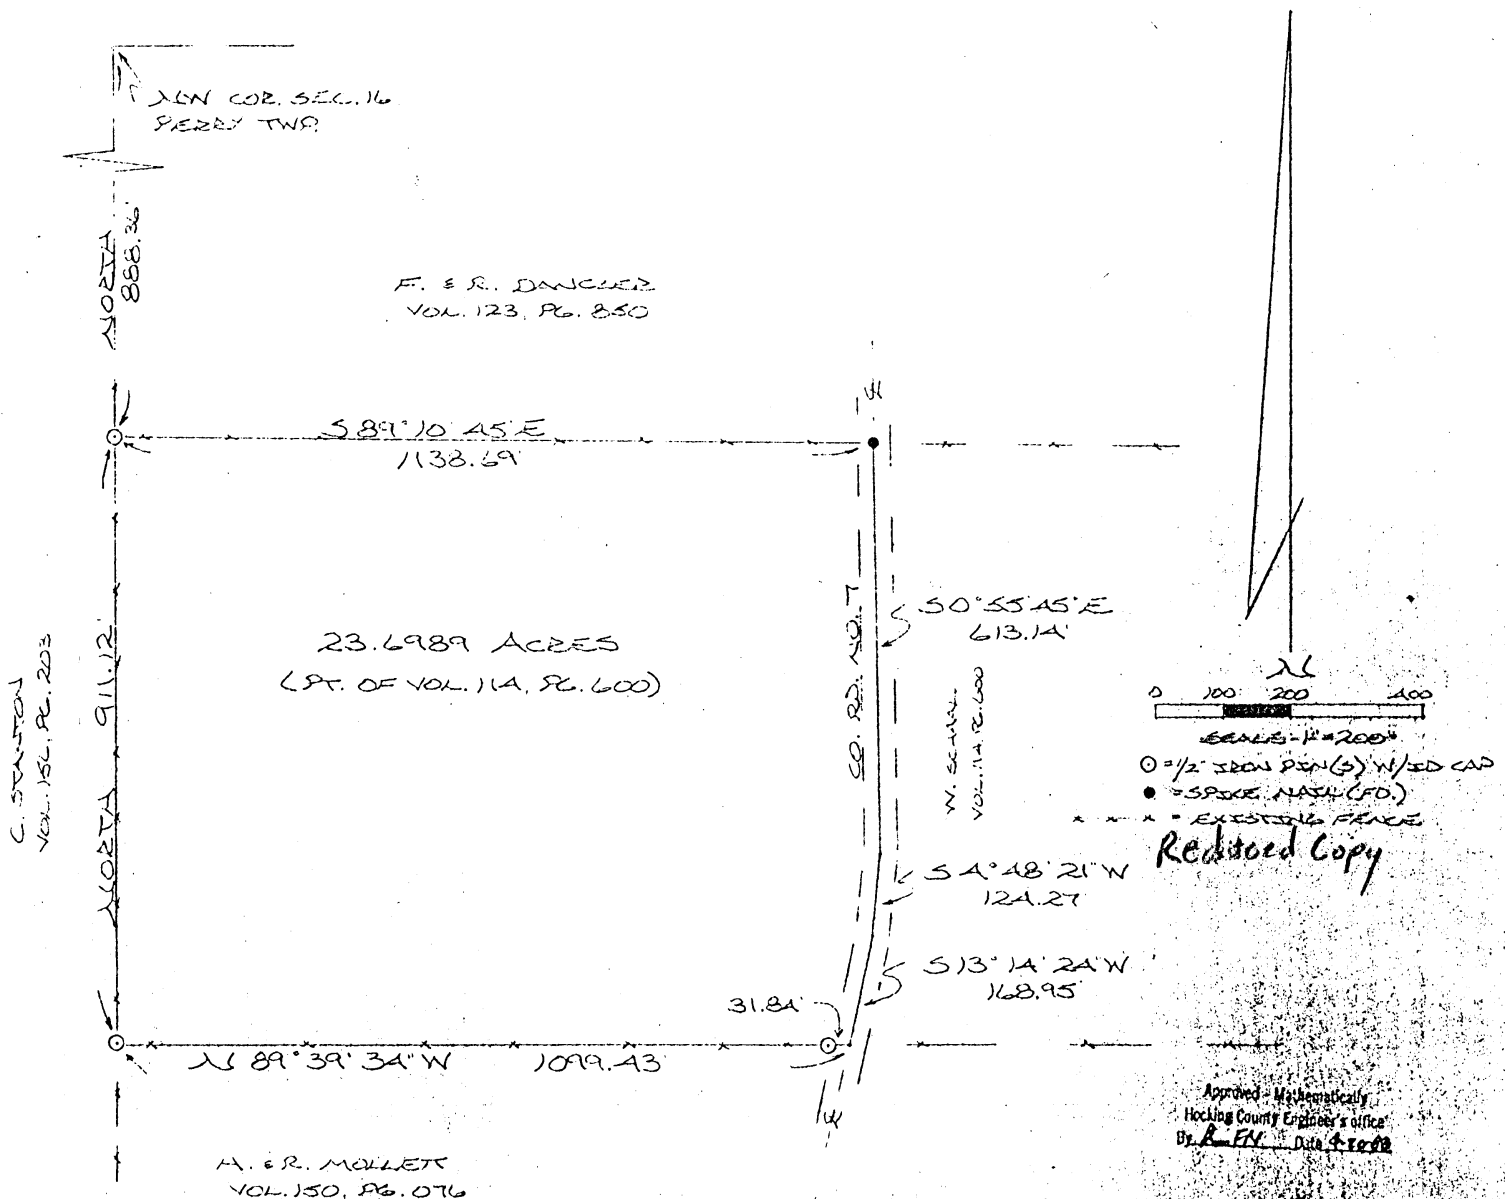 NW COR. SEC. 16
PERRY TWP.
NORTH
888.36'
F. & R. DANGLER
VOL. 123, PG. 850
S 89° 10' 45" E
1138.69'
C. STANTON
VOL. 156, PG. 203
NORTH 911.12'
23.6989 ACRES
(PT. OF VOL. 114, PG. 600)
CO. RD. NO. 7
S 0° 55' 45" E
613.14'
W.
VOL. 114, PG. 600
S 4° 48' 21" W
124.27
S 13° 14' 24" W
168.95'
31.84'
N 89° 39' 34" W 1099.43'
A. & R. MOLLETT
VOL. 150, PG. 076
N
0 100 200 400
SCALE - 1" = 200'
= 1/2" IRON PIN(S) W/ID CAP
= SPIKE NAIL (FD.)
x x x = EXISTING FENCE
Reduced Copy
Approved - Mathematically
Hocking County Engineer's office
By Date